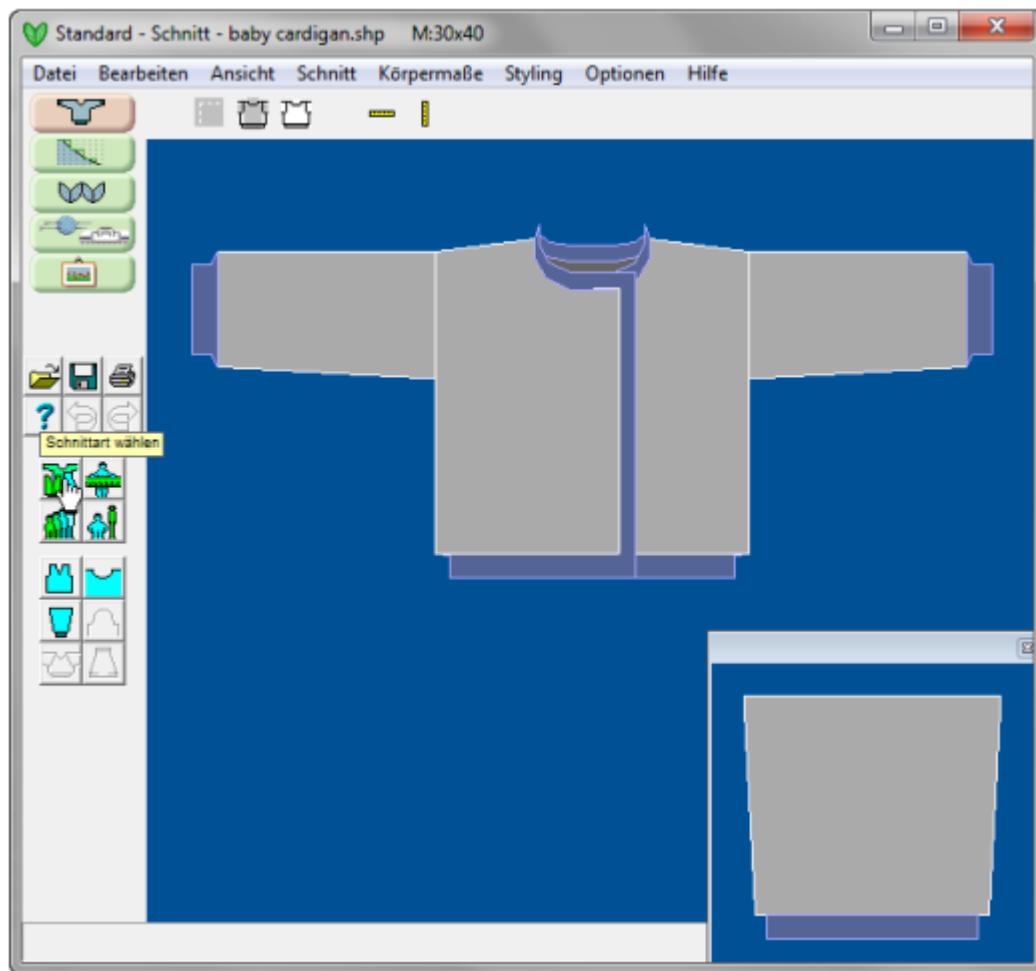 Standard - Schnitt - baby cardigan.shp M:30x40
Datei Bearbeiten Ansicht Schnitt Körpermaße Styling Optionen Hilfe
?
Schnittart wählen